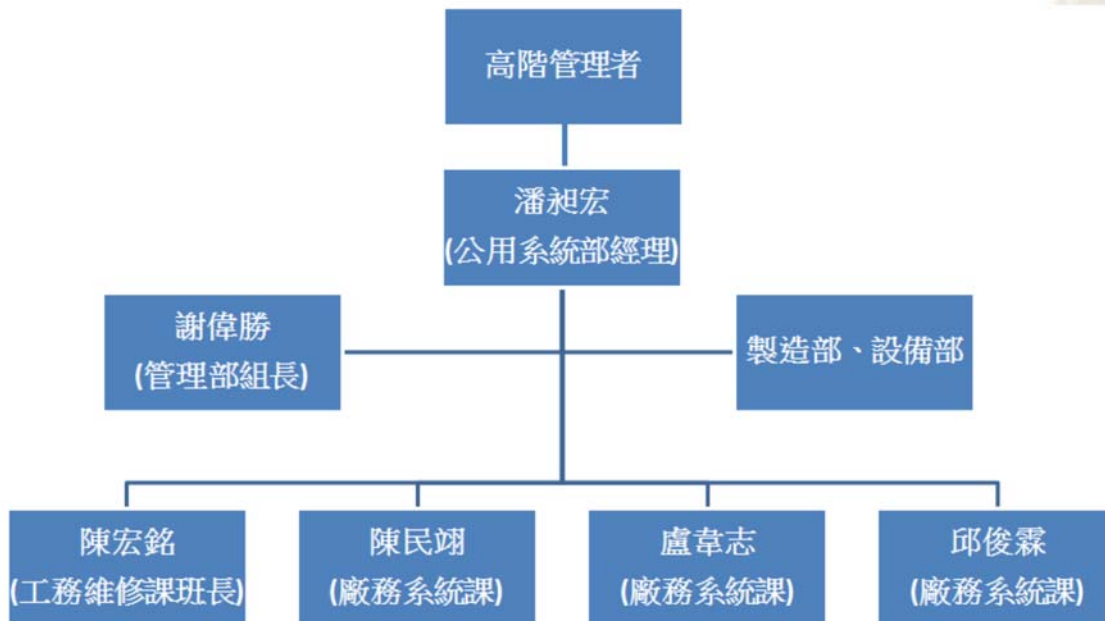 高階管理者
潘昶宏
(公用系統部經理)
謝偉勝
(管理部組長)
製造部、設備部
陳宏銘
(工務維修課班長)
陳民翊
(廠務系統課)
盧韋志
(廠務系統課)
邱俊霖
(廠務系統課)